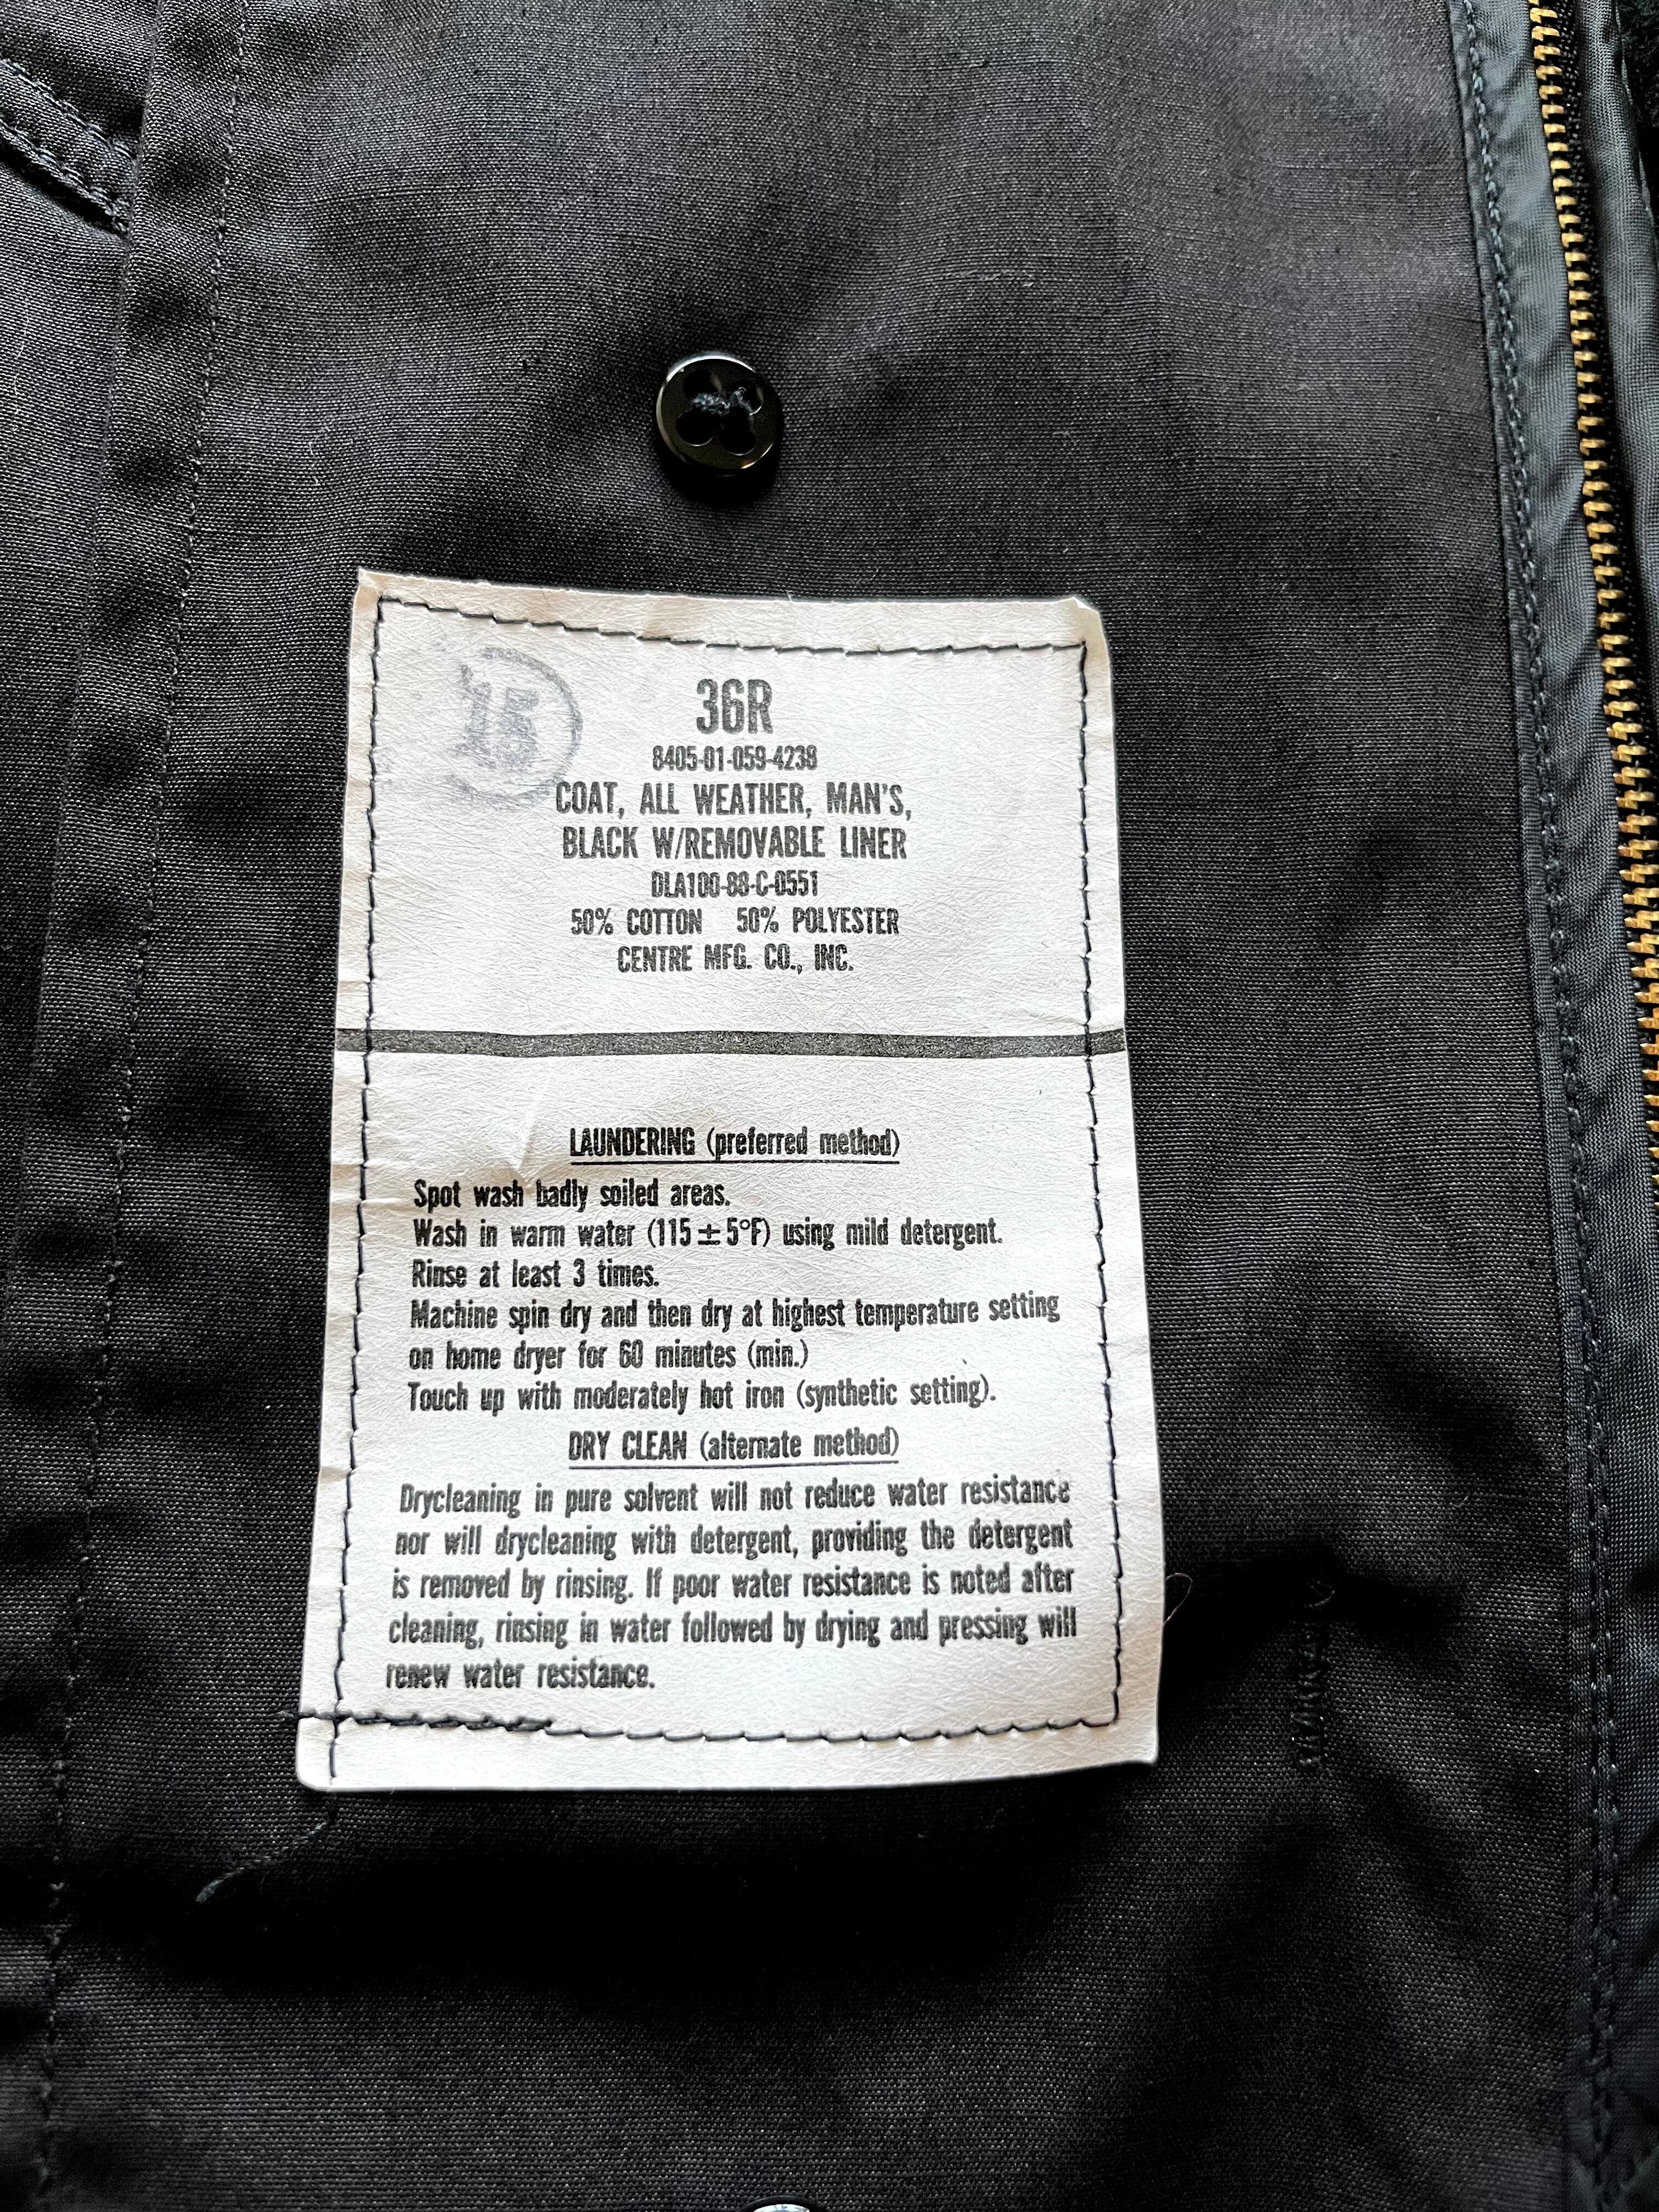 15
36R
8405-01-059-4238
COAT, ALL WEATHER, MAN'S,
BLACK W/REMOVABLE LINER
DLA100-88-C-0551
50% COTTON 50% POLYESTER
CENTRE MFG. CO., INC.
LAUNDERING (preferred method)
Spot wash badly soiled areas.
Wash in warm water (115 ± 5°F) using mild detergent.
Rinse at least 3 times.
Machine spin dry and then dry at highest temperature setting
on home dryer for 60 minutes (min.)
Touch up with moderately hot iron (synthetic setting).
DRY CLEAN (alternate method)
Drycleaning in pure solvent will not reduce water resistance
nor will drycleaning with detergent, providing the detergent
is removed by rinsing. If poor water resistance is noted after
cleaning, rinsing in water followed by drying and pressing will
renew water resistance.